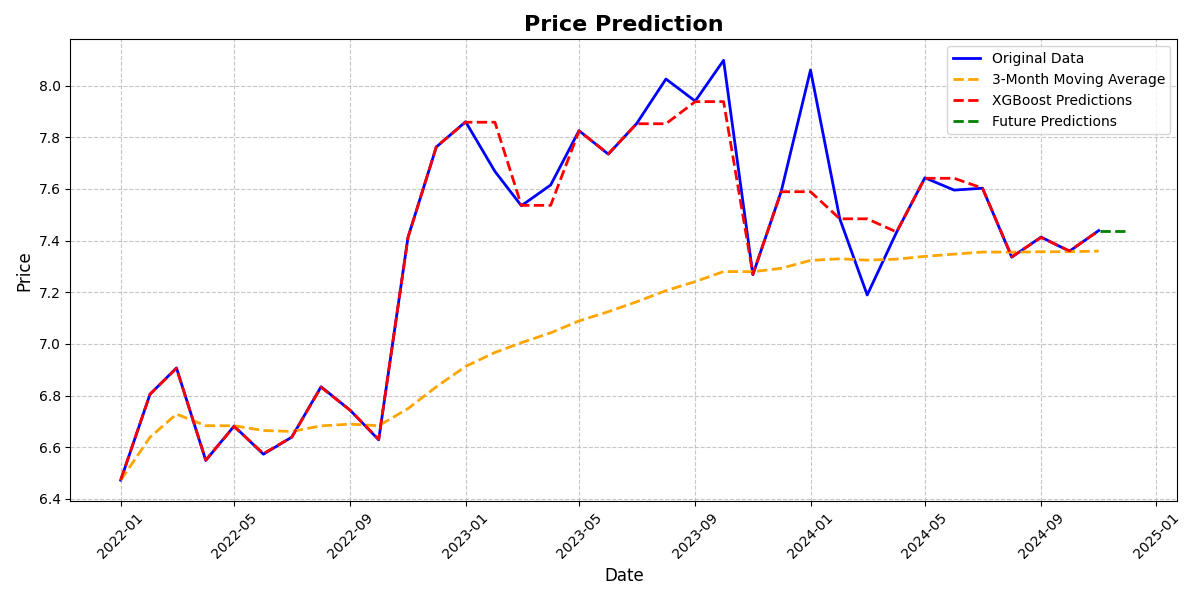 Price Prediction
Original Data
3-Month Moving Average
XGBoost Predictions
Future Predictions
Price
8.0
7.8
7.6
7.4
7.2
7.0
6.8
6.6
6.4
2022-01
2022-05
2022-09
2023-01
2023-05
2023-09
2024-01
2024-05
2024-09
2025-01
Date